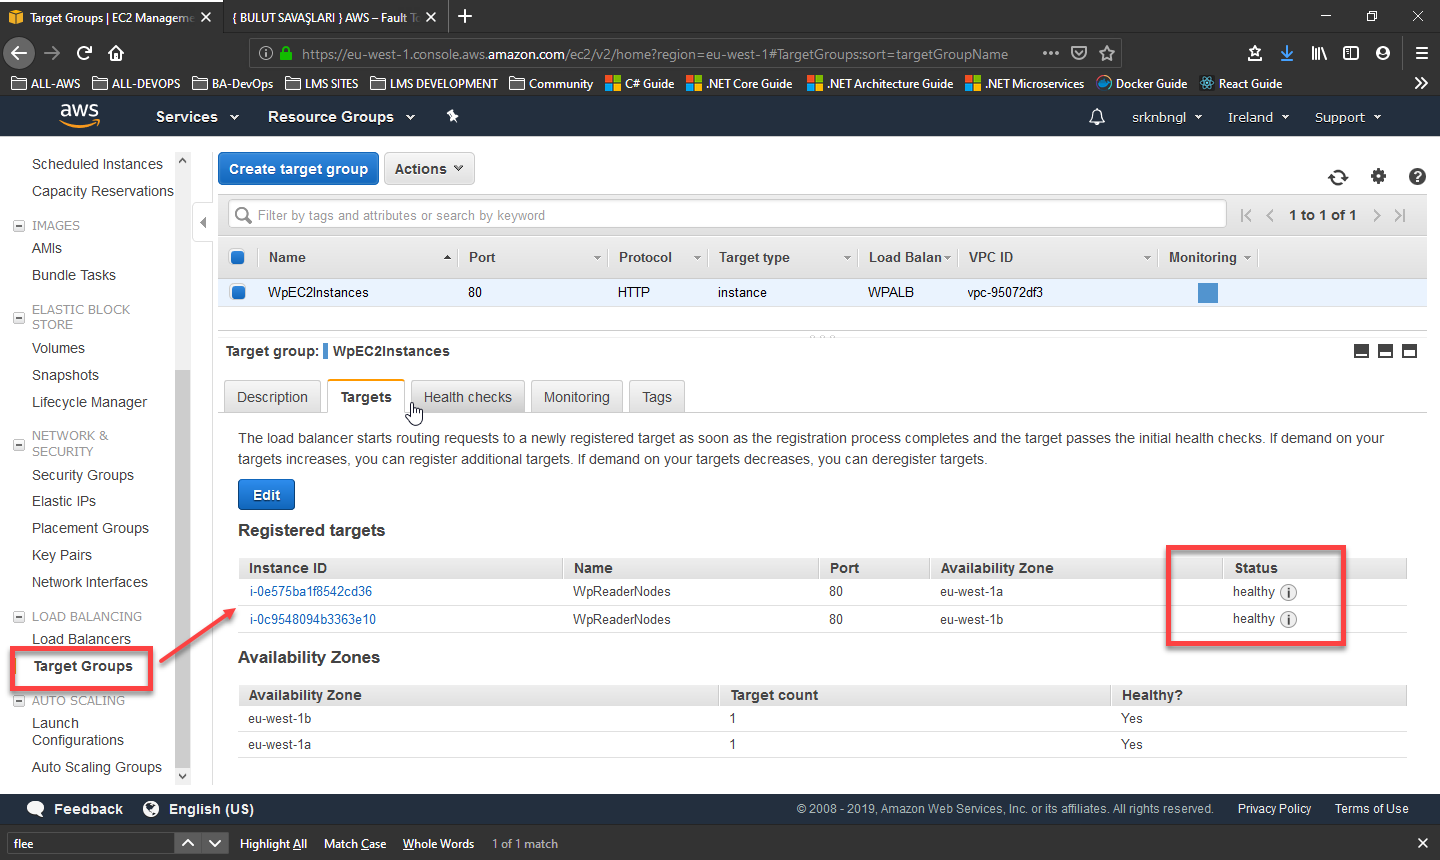 Target Groups | EC2 Manageme
{ BULUT SAVAŞLARI } AWS – Fault To
https://eu-west-1.console.aws.amazon.com/ec2/v2/home?region=eu-west-1#TargetGroups:sort=targetGroupName
ALL-AWS ALL-DEVOPS BA-DevOps LMS SITES LMS DEVELOPMENT Community C# Guide .NET Core Guide .NET Architecture Guide .NET Microservices Docker Guide React Guide
aws Services Resource Groups srknbngl Ireland Support
Scheduled Instances
Capacity Reservations
IMAGES
AMIs
Bundle Tasks
ELASTIC BLOCK
STORE
Volumes
Snapshots
Lifecycle Manager
NETWORK &
SECURITY
Security Groups
Elastic IPs
Placement Groups
Key Pairs
Network Interfaces
LOAD BALANCING
Load Balancers
Target Groups
AUTO SCALING
Launch
Configurations
Auto Scaling Groups
Create target group Actions
Filter by tags and attributes or search by keyword 1 to 1 of 1
Name Port Protocol Target type Load Balan VPC ID Monitoring
WpEC2Instances 80 HTTP instance WPALB vpc-95072df3
Target group: WpEC2Instances
Description Targets Health checks Monitoring Tags
The load balancer starts routing requests to a newly registered target as soon as the registration process completes and the target passes the initial health checks. If demand on your
targets increases, you can register additional targets. If demand on your targets decreases, you can deregister targets.
Edit
Registered targets
Instance ID Name Port Availability Zone Status
i-0e575ba1f8542cd36 WpReaderNodes 80 eu-west-1a healthy
i-0c9548094b3363e10 WpReaderNodes 80 eu-west-1b healthy
Availability Zones
Availability Zone Target count Healthy?
eu-west-1b 1 Yes
eu-west-1a 1 Yes
Feedback English (US) © 2008 - 2019, Amazon Web Services, Inc. or its affiliates. All rights reserved. Privacy Policy Terms of Use
flee Highlight All Match Case Whole Words 1 of 1 match